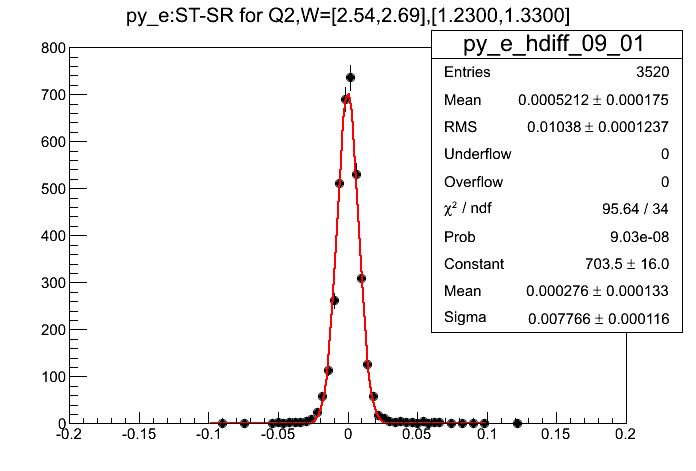 py_e:ST-SR for Q2,W=[2.54,2.69],[1.2300,1.3300]
py_e_hdiff_09_01
Entries 3520
Mean 0.0005212 ± 0.000175
RMS 0.01038 ± 0.0001237
Underflow 0
Overflow 0
χ² / ndf 95.64 / 34
Prob 9.03e-08
Constant 703.5 ± 16.0
Mean 0.000276 ± 0.000133
Sigma 0.007766 ± 0.000116
800
700
600
500
400
300
200
100
0
-0.2 -0.15 -0.1 -0.05 0 0.05 0.1 0.15 0.2